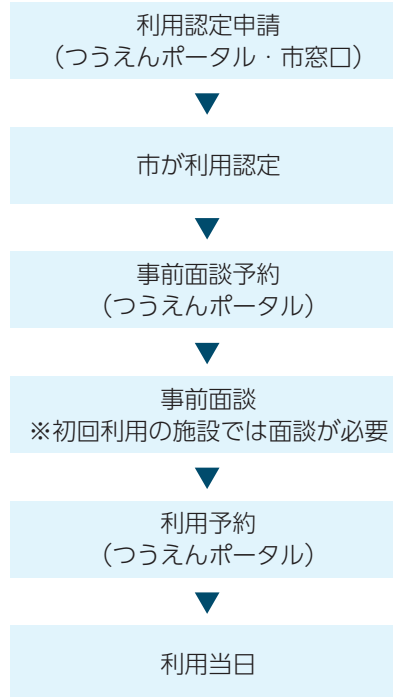 利用認定申請
（つうえんポータル・市窓口）
市が利用認定
事前面談予約
（つうえんポータル）
事前面談
※初回利用の施設では面談が必要
利用予約
（つうえんポータル）
利用当日